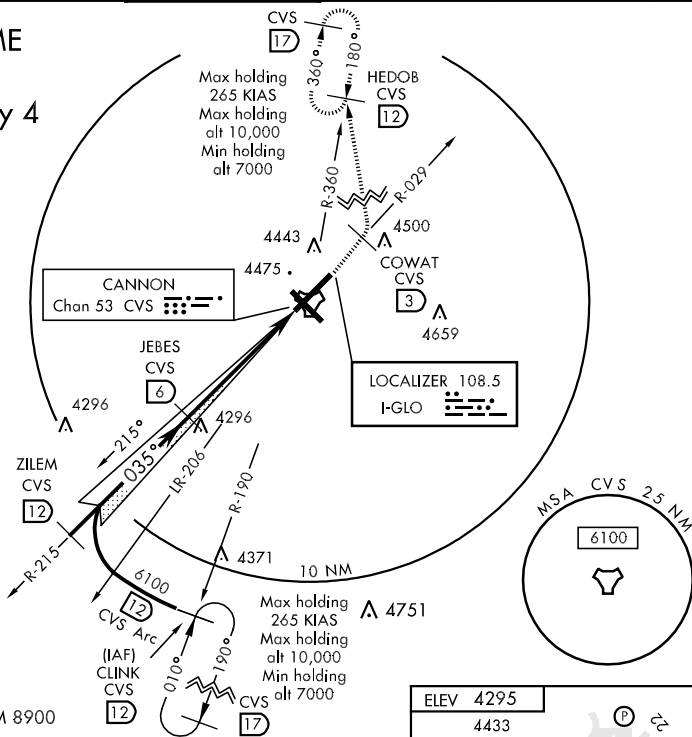 ME
y 4
CVS
17
360°
180°
HEDOB
CVS
12
Max holding
265 KIAS
Max holding
alt 10,000
Min holding
alt 7000
R-360
R-029
4443
4500
4475
COWAT
CVS
3
4659
CANNON
Chan 53 CVS
LOCALIZER 108.5
I-GLO
JEBES
CVS
6
4296
4296
215°
035°
LR-206
R-190
ZILEM
CVS
12
R-215
4371
10 NM
MSA CVS 25 NM
6100
6100
12
CVS Arc
Max holding
265 KIAS
Max holding
alt 10,000
Min holding
alt 7000
4751
(IAF)
CLINK
CVS
12
010°
190°
CVS
17
M 8900
ELEV 4295
4433
P
22